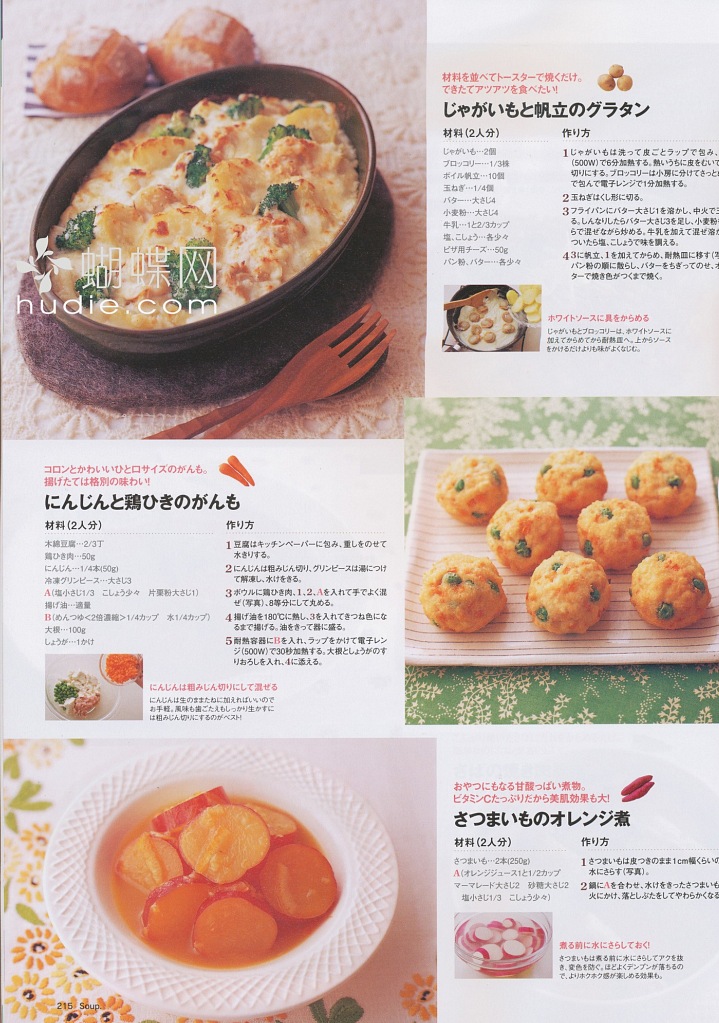 材料を並べてトースターで焼くだけ。
できたてアツアツを食べたい!
じゃがいもと帆立のグラタン
材料(2人分)
じゃがいも…2個
ブロッコリー…1/3株
ボイル帆立…10個
玉ねぎ…1/4個
バター…大さじ4
小麦粉…大さじ4
牛乳…1と2/3カップ
塩、こしょう…各少々
ピザ用チーズ…50g
パン粉、バター…各少々
作り方
1 じゃがいもは洗って皮ごとラップで包み、
(500W)で6分加熱する。熱いうちに皮をむいて
切りにする。ブロッコリーは小房に分けてさっと
で包んで電子レンジで1分加熱する。
2 玉ねぎはくし形に切る。
3 フライパンにバター大さじ1を溶かし、中火で
る。しんなりしたらバター大さじ3を足し、小麦粉
らで混ぜながら炒める。牛乳を加えて混ぜ
ついたら塩、こしょうで味を調える。
4 3に帆立、1を加えてからめ、耐熱皿に移す(
パン粉の順に散らし、バターをちぎってのせ、
ターで焼き色がつくまで焼く。
ホワイトソースに具をからめる
じゃがいもとブロッコリーは、ホワイトソースに
加えてからめてから耐熱皿へ。上からソース
をかけるだけよりも味がよくなじむ。
蝴蝶网
hudie.com
コロンとかわいいひと口サイズのがんも。
揚げたては格別の味わい!
にんじんと鶏ひきのがんも
材料(2人分)
木綿豆腐…2/3丁
鶏ひき肉…50g
にんじん…1/4本(50g)
冷凍グリーンピース…大さじ3
A(塩小さじ1/3 こしょう少々 片栗粉大さじ1)
揚げ油…適量
B(めんつゆ<2倍濃縮>1/4カップ 水1/4カップ)
大根…100g
しょうが…1かけ
作り方
1 豆腐はキッチンペーパーに包み、重しをのせて
水きりする。
2 にんじんは粗みじん切り、グリーンピースは湯につけ
て解凍し、水けをきる。
3 ボウルに鶏ひき肉、1、2、Aを入れて手でよく混
ぜ(写真)、8等分にして丸める。
4 揚げ油を180℃に熱し、3を入れてきつね色に
なるまで揚げる。油をきって器に盛る。
5 耐熱容器にBを入れ、ラップをかけて電子レン
ジ(500W)で30秒加熱する。大根としょうがのす
りおろしを入れ、4に添える。
にんじんは粗みじん切りにして混ぜる
にんじんは生のままたねに加えればいいので
お手軽。風味も歯ごたえもしっかり生かすに
は粗みじん切りにするのがベスト!
おやつにもなる甘酸っぱい煮物。
ビタミンCたっぷりだから美肌効果も大!
さつまいものオレンジ煮
材料(2人分)
さつまいも…2本(250g)
A(オレンジジュース1と1/2カップ
マーマレード大さじ2 砂糖大さじ2
塩小さじ1/3 こしょう少々)
作り方
1 さつまいもは皮つきのまま1cm幅くらいの
水にさらす(写真)。
2 鍋にAを合わせ、水けをきったさつまいも
火にかけ、落としぶたをしてやわらかくなる
煮る前に水にさらしておく!
さつまいもは煮る前に水にさらしてアクを抜
き、変色を防ぐ。ほどよくデンプンが落ちるの
で、よりホクホク感が楽しめる効果も。
215 Soup.